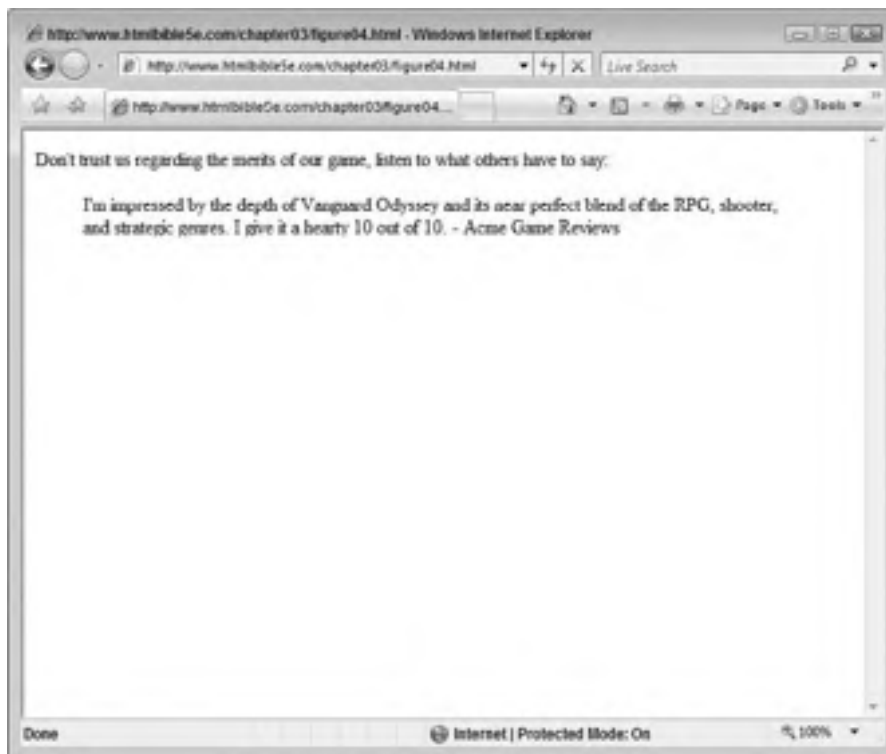 http://www.htmlbible5e.com/chapter03/figure04.html - Windows Internet Explorer
http://www.htmlbible5e.com/chapter03/figure04.html
Live Search
http://www.htmlbible5e.com/chapter03/figure04...
Page
Tools
Don't trust us regarding the merits of our game, listen to what others have to say:
I'm impressed by the depth of Vanguard Odyssey and its near perfect blend of the RPG, shooter,
and strategic genres. I give it a hearty 10 out of 10. - Acme Game Reviews
Done
Internet | Protected Mode: On
100%